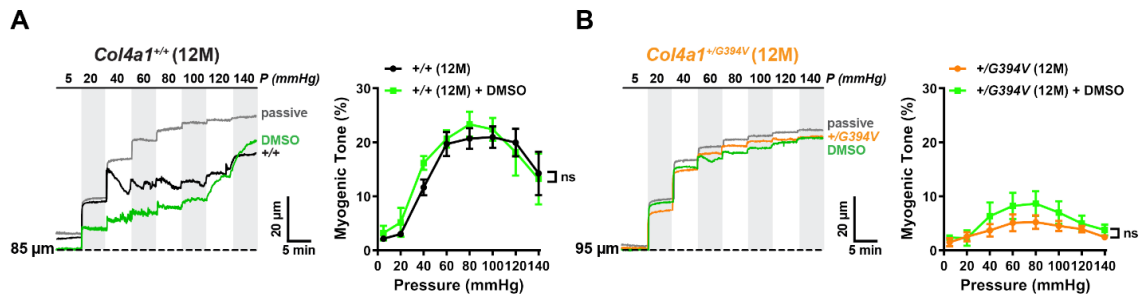 A
Col4a1+/+ (12M)
5 20 40 60 80 100 120 140 P (mmHg)
passive
DMSO
+/+
85 μm
20 μm
5 min
+/+ (12M)
+/+ (12M) + DMSO
Myogenic Tone (%)
30
20
10
0
ns
0 20 40 60 80 100 120 140
Pressure (mmHg)
B
Col4a1+/G394V (12M)
5 20 40 60 80 100 120 140 P (mmHg)
passive
+/G394V
DMSO
95 μm
20 μm
5 min
+/G394V (12M)
+/G394V (12M) + DMSO
Myogenic Tone (%)
30
20
10
0
ns
0 20 40 60 80 100 120 140
Pressure (mmHg)